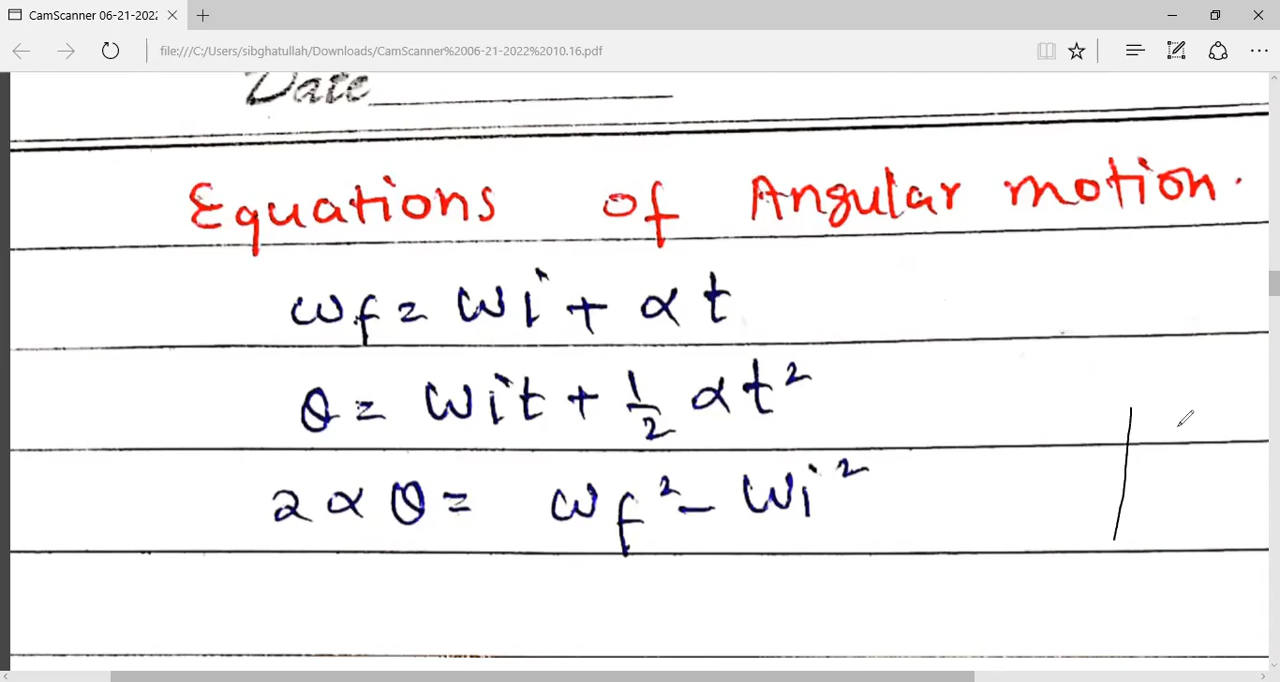 CamScanner 06-21-2022
file:///C:/Users/sibghatullah/Downloads/CamScanner%2006-21-2022%2010.16.pdf
Date
Equations of Angular motion.
ωf = ωi + αt
θ = ωit + 1/2 αt²
2αθ = ωf² - ωi²